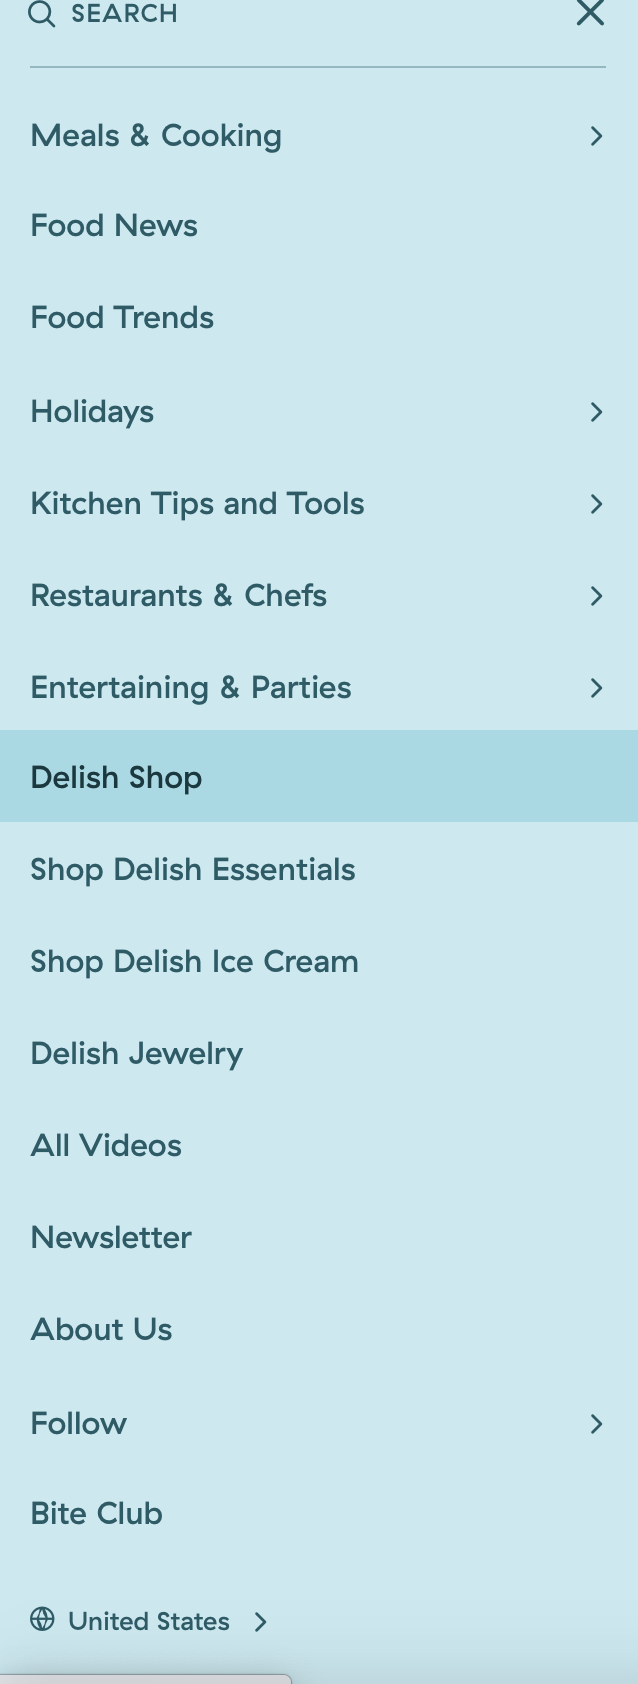 SEARCH
Meals & Cooking
Food News
Food Trends
Holidays
Kitchen Tips and Tools
Restaurants & Chefs
Entertaining & Parties
Delish Shop
Shop Delish Essentials
Shop Delish Ice Cream
Delish Jewelry
All Videos
Newsletter
About Us
Follow
Bite Club
United States